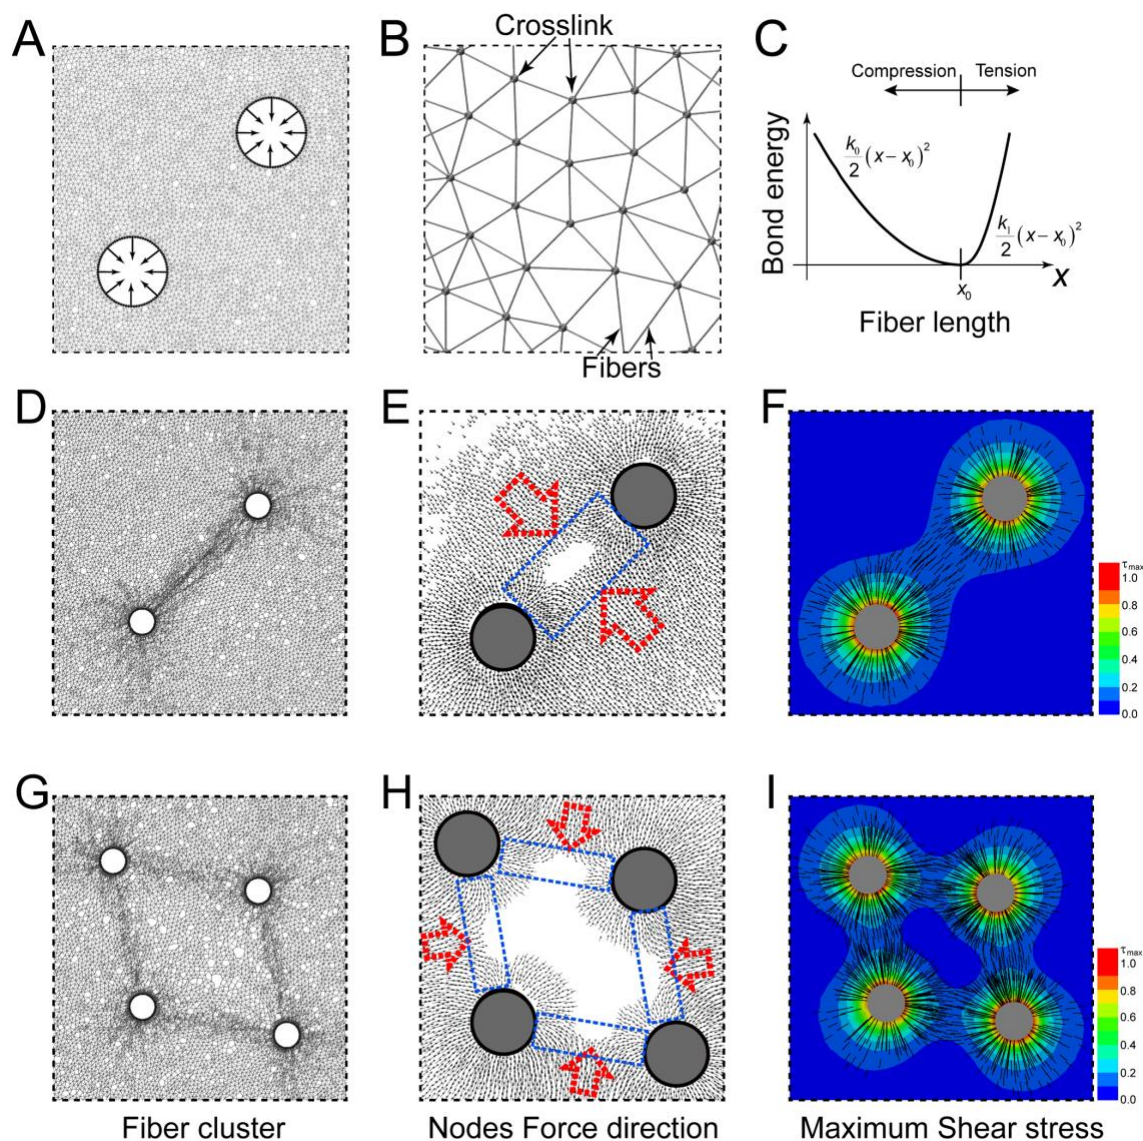 A
B
Crosslink
Fibers
C
Compression
Tension
Bond energy
k₀/2 (x−x₀)²
k₁/2 (x−x₀)²
x₀
x
Fiber length
D
E
F
τmax
1.0
0.8
0.6
0.4
0.2
0.0
G
H
I
τmax
1.0
0.8
0.6
0.4
0.2
0.0
Fiber cluster
Nodes Force direction
Maximum Shear stress